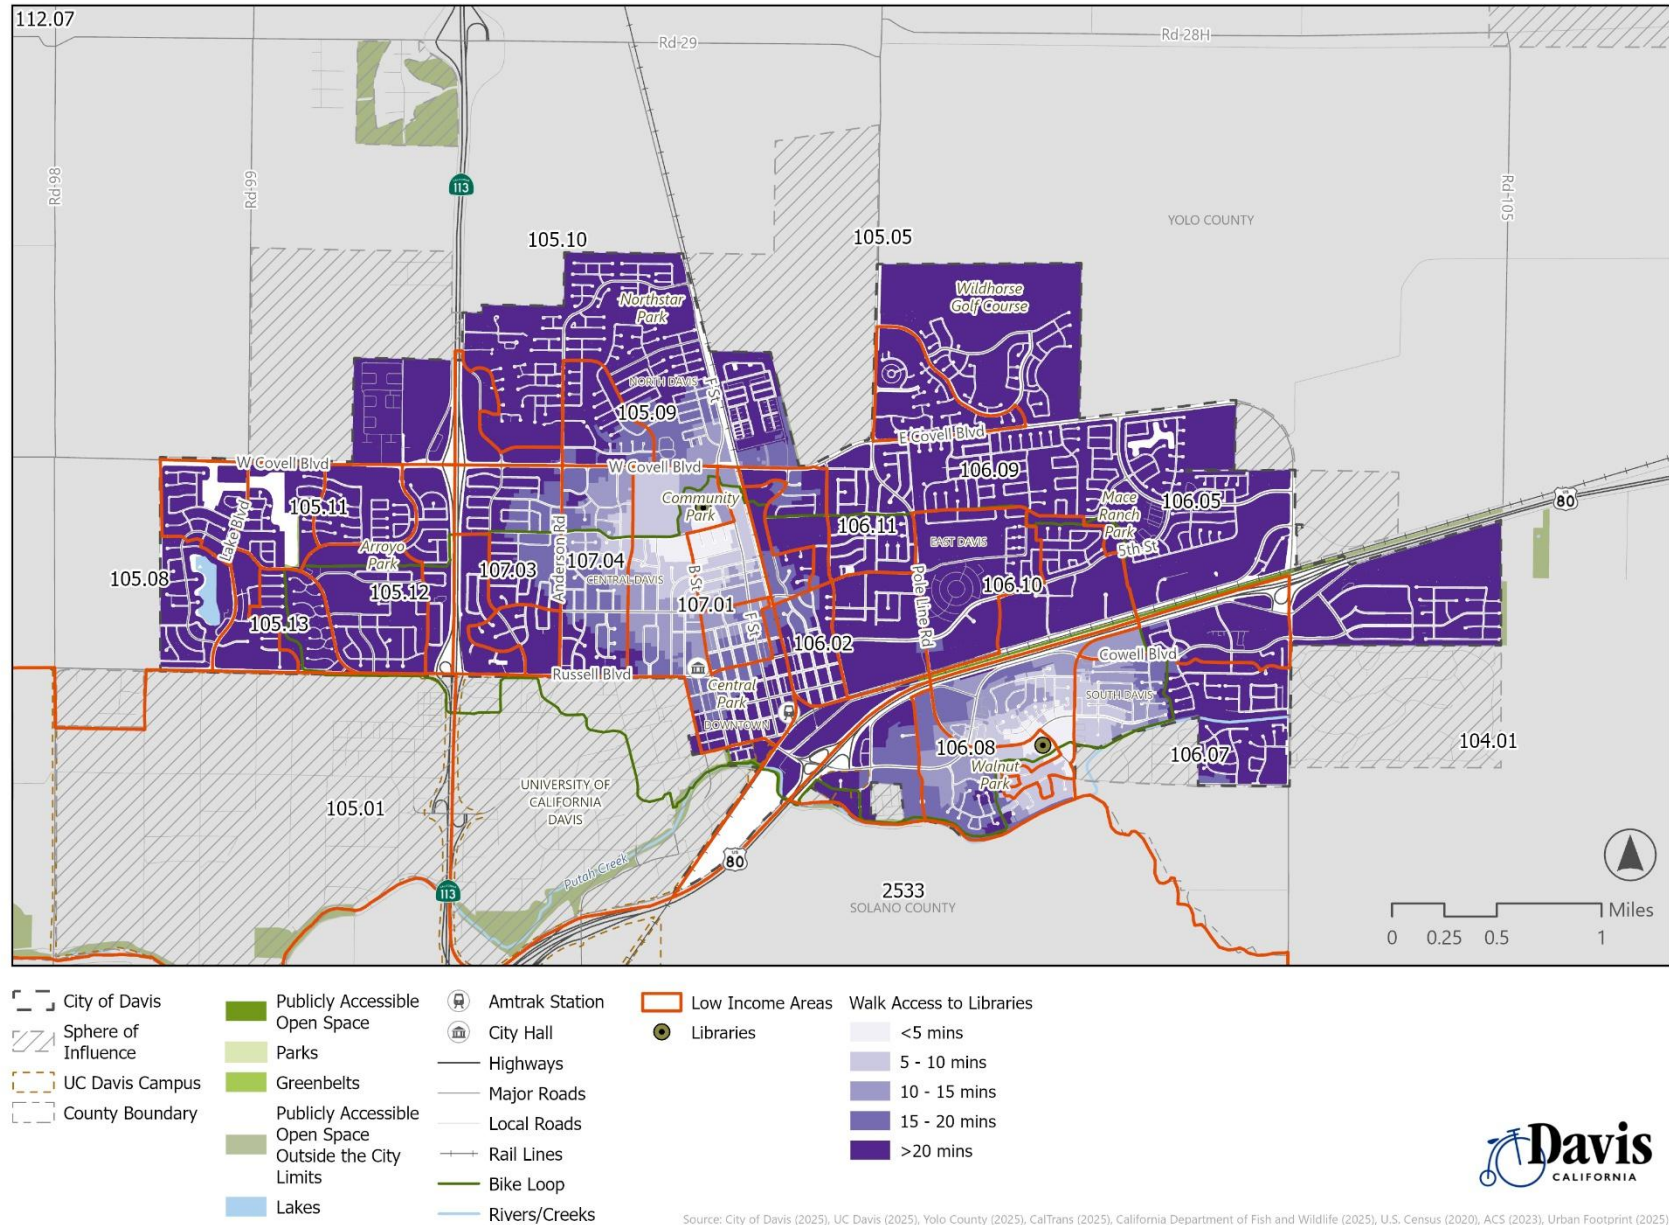 112.07
Rd 29
Rd 28H
Rd 98
Rd 99
113
Rd 105
YOLO COUNTY
105.10
105.05
Northstar
Park
Wildhorse
Golf Course
NORTH DAVIS
F St
105.09
E Covell Blvd
W Covell Blvd
W Covell Blvd
106.09
80
Lake Blvd
105.11
Community
Park
Mace
Ranch
Park
106.05
106.11
Arroyo
Park
Anderson Rd
EAST DAVIS
5th St
105.08
107.03
107.04
CENTRAL DAVIS
B St
105.12
106.10
107.01
Pole Line Rd
105.13
F St
106.02
Cowell Blvd
Russell Blvd
Central
Park
SOUTH DAVIS
DOWNTOWN
106.08
106.07
104.01
Walnut
Park
UNIVERSITY OF
CALIFORNIA
DAVIS
105.01
US
80
Putah Creek
113
2533
SOLANO COUNTY
Miles
0 0.25 0.5 1
City of Davis
Sphere of
Influence
UC Davis Campus
County Boundary
Publicly Accessible
Open Space
Parks
Greenbelts
Publicly Accessible
Open Space
Outside the City
Limits
Lakes
Amtrak Station
City Hall
Highways
Major Roads
Local Roads
Rail Lines
Bike Loop
Rivers/Creeks
Low Income Areas
Libraries
Walk Access to Libraries
<5 mins
5 - 10 mins
10 - 15 mins
15 - 20 mins
>20 mins
Davis
CALIFORNIA
Source: City of Davis (2025), UC Davis (2025), Yolo County (2025), CalTrans (2025), California Department of Fish and Wildlife (2025), U.S. Census (2020), ACS (2023), Urban Footprint (2025)